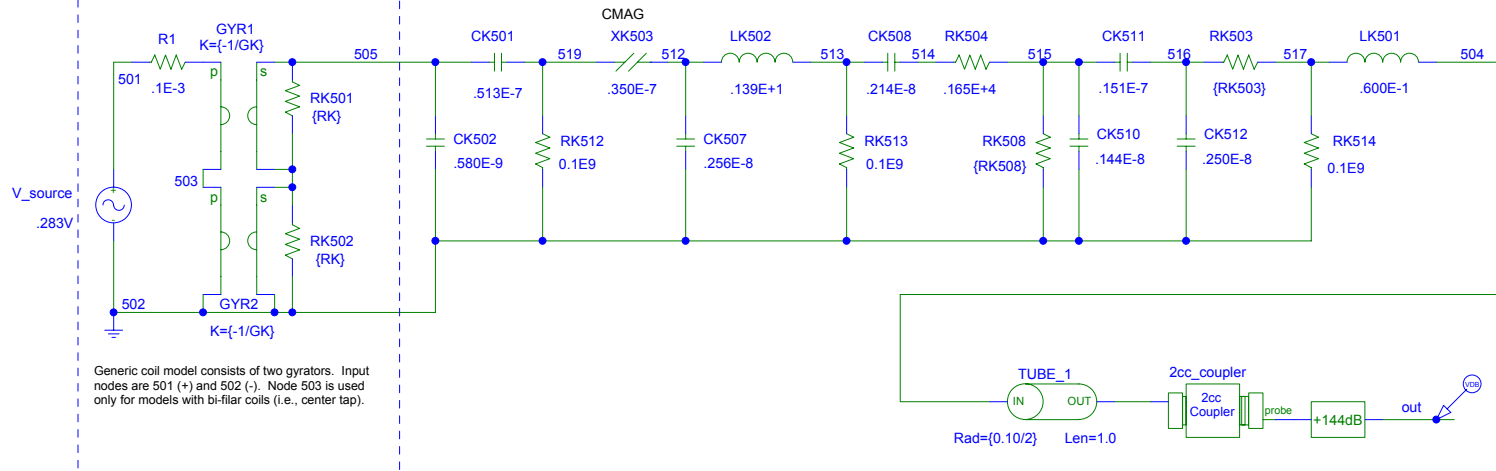 CMAG
GYR1
K={-1/GK}
R1
501
.1E-3
p
s
505
CK501
.513E-7
519
XK503
.350E-7
512
LK502
.139E+1
513
CK508
.214E-8
514
RK504
.165E+4
515
CK511
.151E-7
516
RK503
{RK503}
517
LK501
.600E-1
504
RK501
{RK}
CK502
.580E-9
RK512
0.1E9
CK507
.256E-8
RK513
0.1E9
RK508
{RK508}
CK510
.144E-8
CK512
.250E-8
RK514
0.1E9
V_source
.283V
+
-
503
p
s
RK502
{RK}
502
GYR2
K={-1/GK}
Generic coil model consists of two gyrators. Input
nodes are 501 (+) and 502 (-). Node 503 is used
only for models with bi-filar coils (i.e., center tap).
TUBE_1
IN
OUT
Rad={0.10/2}
Len=1.0
2cc_coupler
2cc
Coupler
probe
+144dB
out
VDB